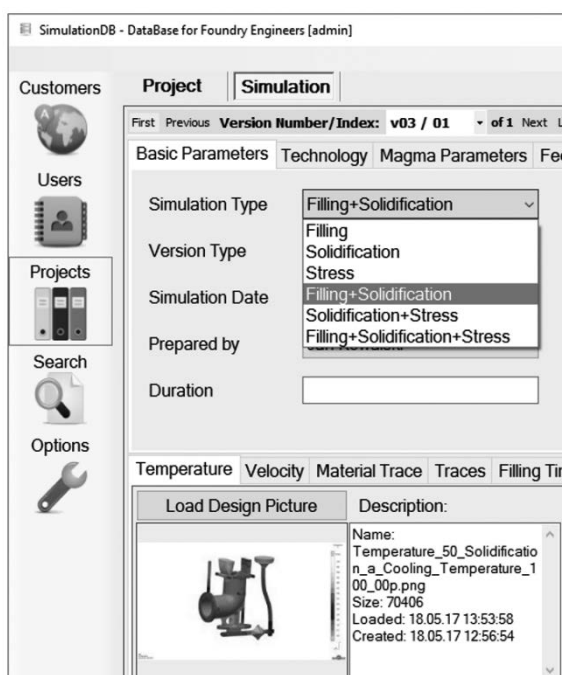 SimulationDB - DataBase for Foundry Engineers [admin]
Customers
Users
Projects
Search
Options
Project Simulation
First Previous Version Number/Index: v03 / 01 of 1 Next L
Basic Parameters Technology Magma Parameters Fee
Simulation Type Filling+Solidification
Filling
Solidification
Stress
Filling+Solidification
Solidification+Stress
Filling+Solidification+Stress
Version Type
Simulation Date
Prepared by
Duration
Temperature Velocity Material Trace Traces Filling Tir
Load Design Picture Description:
Name:
Temperature_50_Solidificatio
n_a_Cooling_Temperature_1
00_00p.png
Size: 70406
Loaded: 18.05.17 13:53:58
Created: 18.05.17 12:56:54